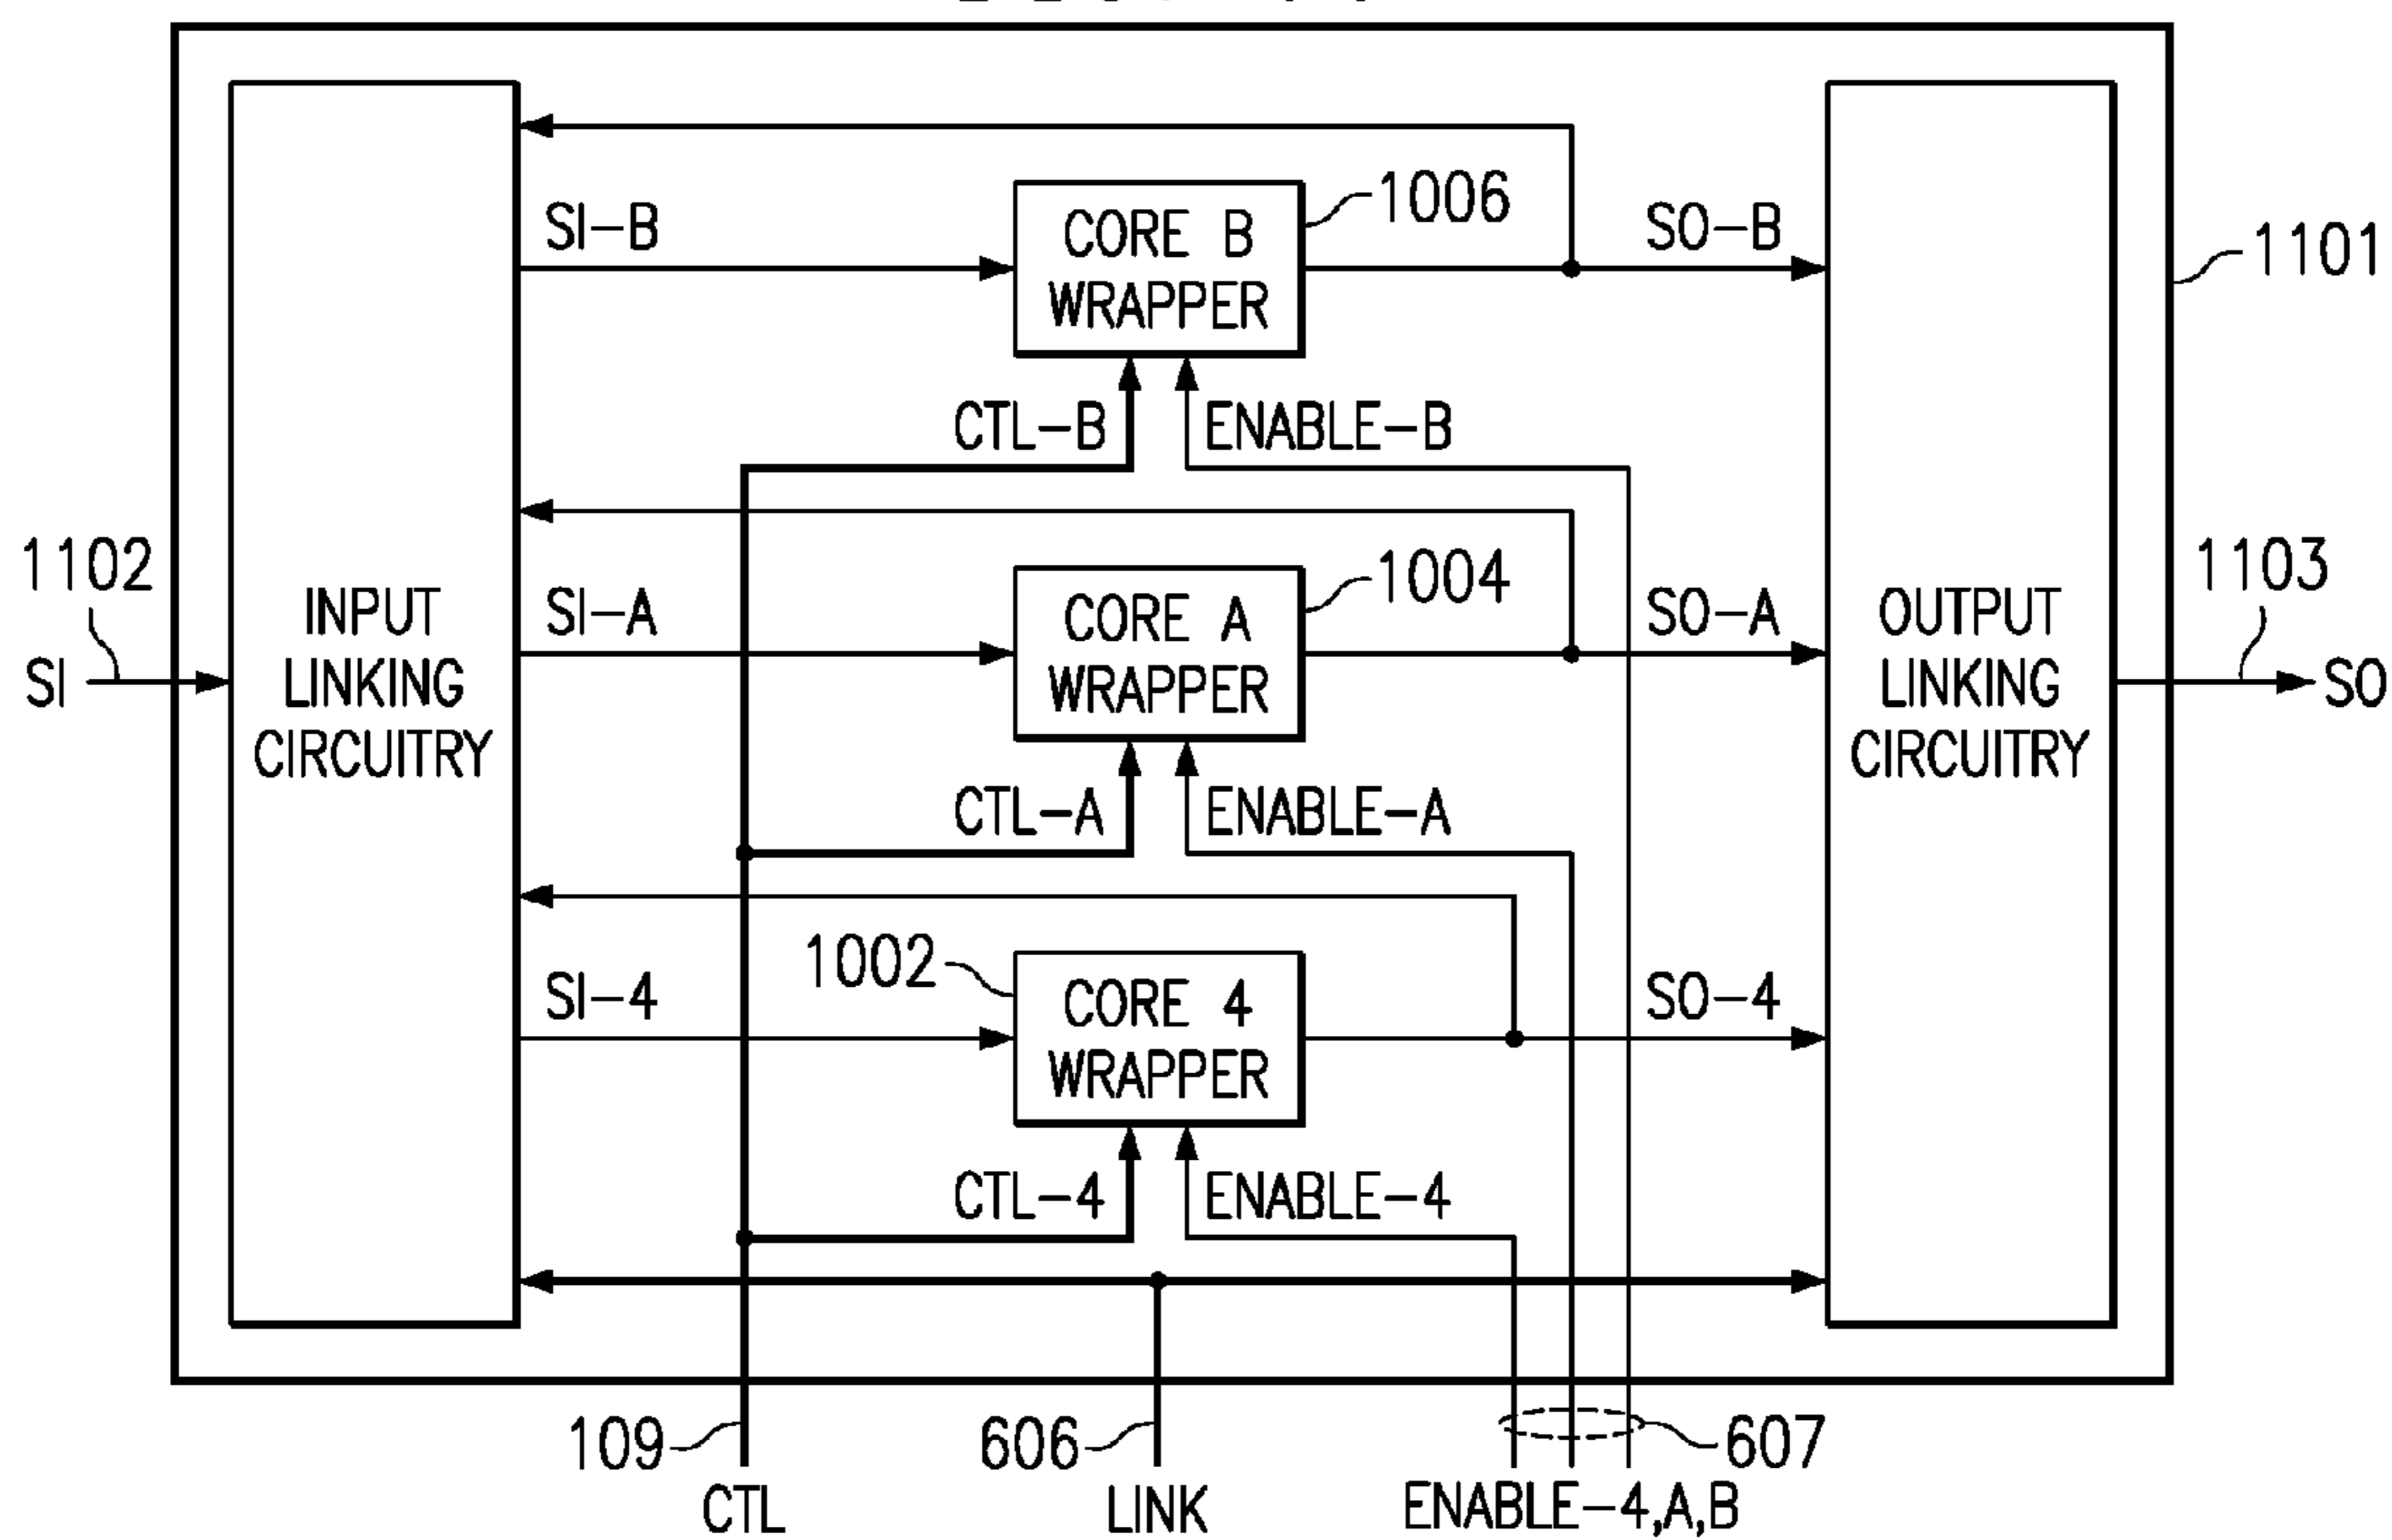 SI-B
CORE B
WRAPPER
1006
SO-B
1101
CTL-B
ENABLE-B
1102
SI
INPUT
LINKING
CIRCUITRY
SI-A
CORE A
WRAPPER
1004
SO-A
OUTPUT
LINKING
CIRCUITRY
1103
SO
CTL-A
ENABLE-A
1002
SI-4
CORE 4
WRAPPER
SO-4
CTL-4
ENABLE-4
109
CTL
606
LINK
607
ENABLE-4,A,B